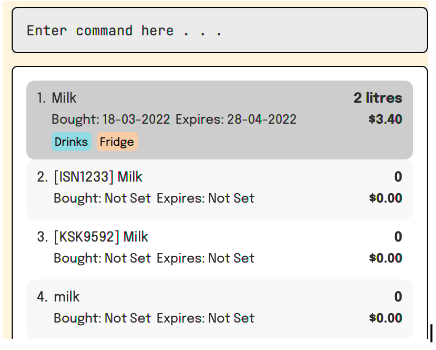 Enter command here . . .
1. Milk 2 litres
Bought: 18-03-2022 Expires: 28-04-2022 $3.40
Drinks Fridge
2. [ISN1233] Milk 0
Bought: Not Set Expires: Not Set $0.00
3. [KSK9592] Milk 0
Bought: Not Set Expires: Not Set $0.00
4. milk 0
Bought: Not Set Expires: Not Set $0.00